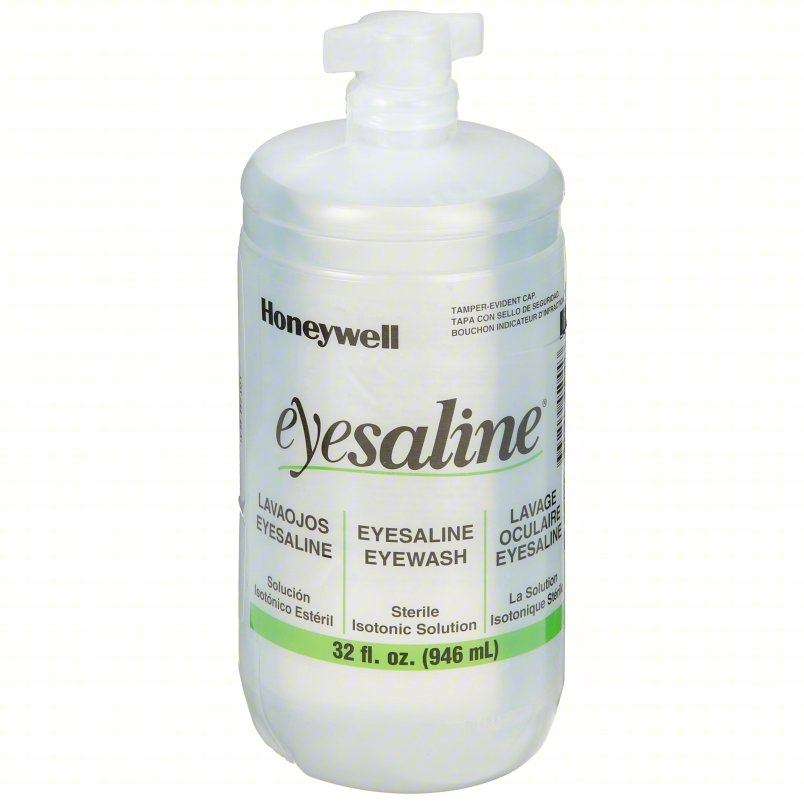 Honeywell
TAMPER-EVIDENT CAP.
TAPA CON SELLO DE SEGURIDAD.
BOUCHON INDICATEUR D'INFRACTION
eyesaline®
LAVAOJOS
EYESALINE
Solución
Isotónico Estéril
EYESALINE
EYEWASH
Sterile
Isotonic Solution
LAVAGE
OCULAIRE
EYESALINE
La Solution
Isotonique Stérile
32 fl. oz. (946 mL)